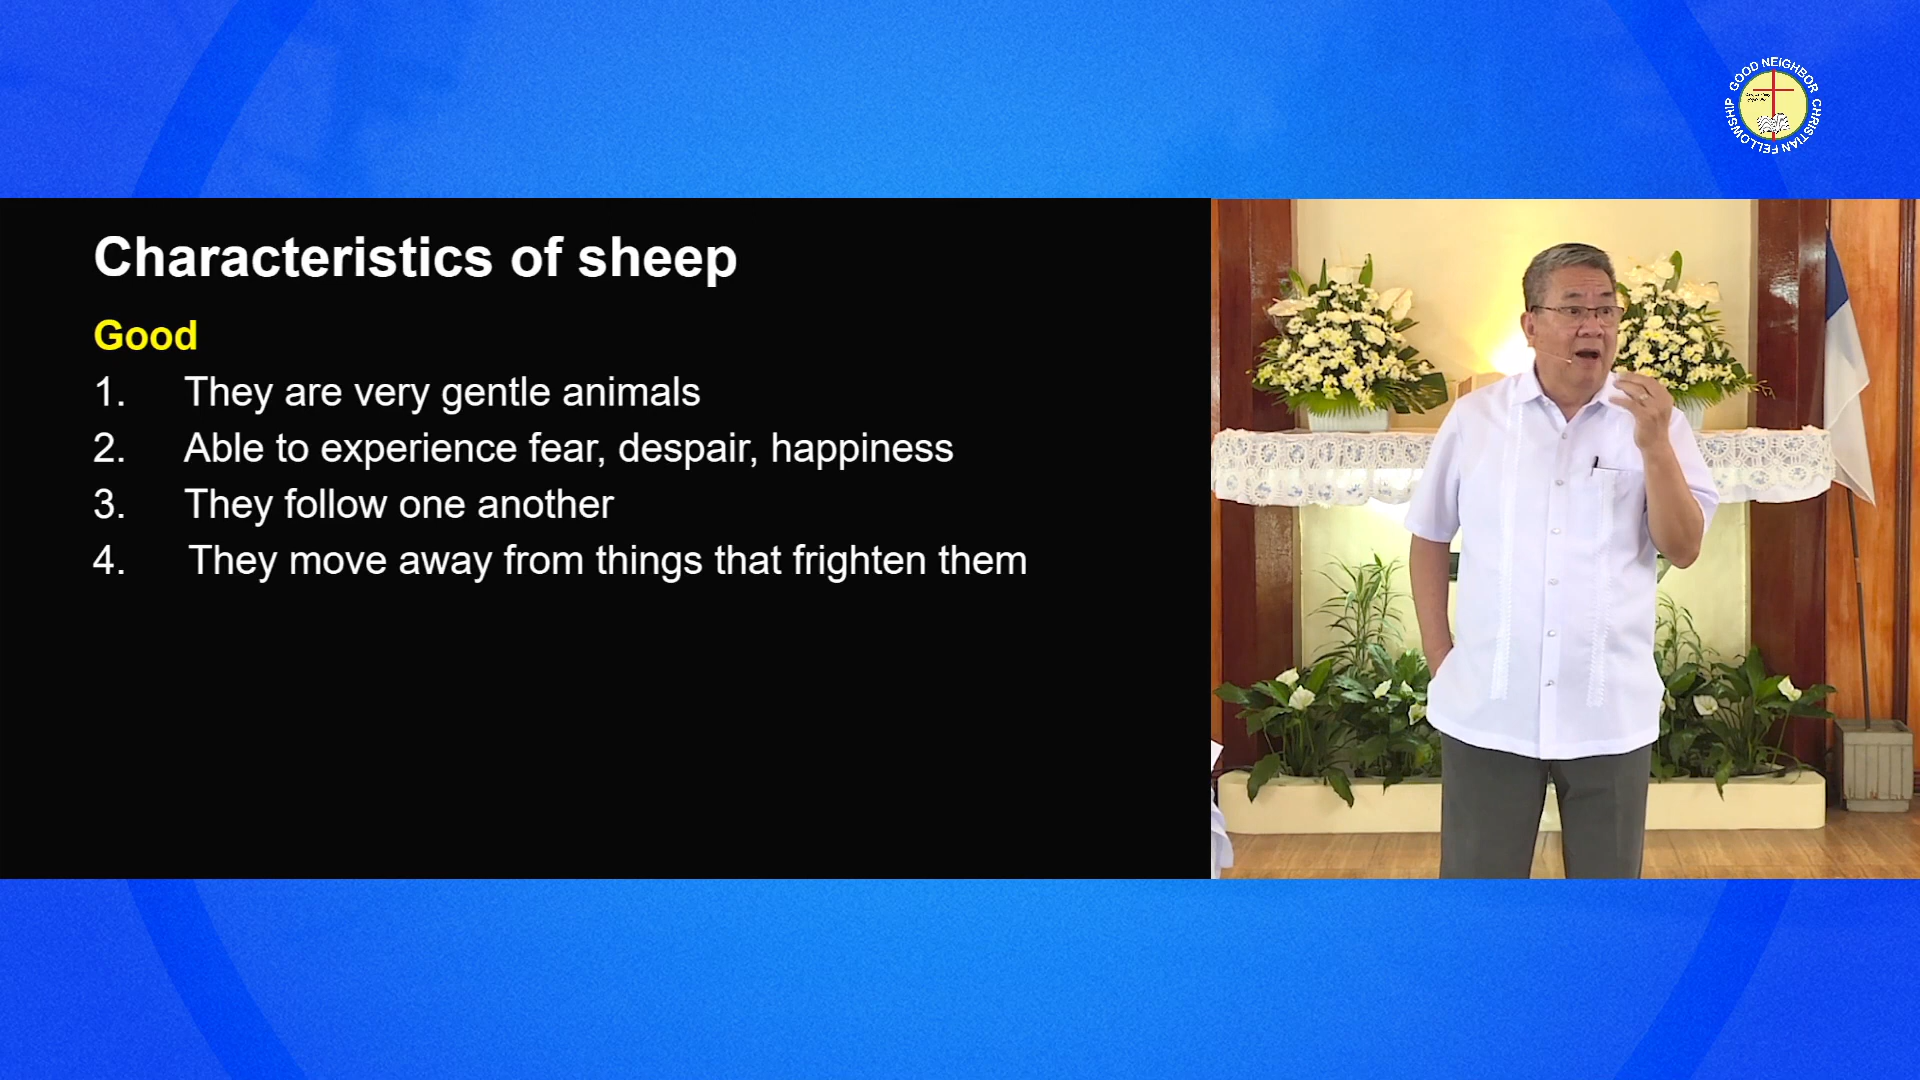 GOOD NEIGHBOR CHRISTIAN FELLOWSHIP
Characteristics of sheep
Good
1. They are very gentle animals
2. Able to experience fear, despair, happiness
3. They follow one another
4. They move away from things that frighten them